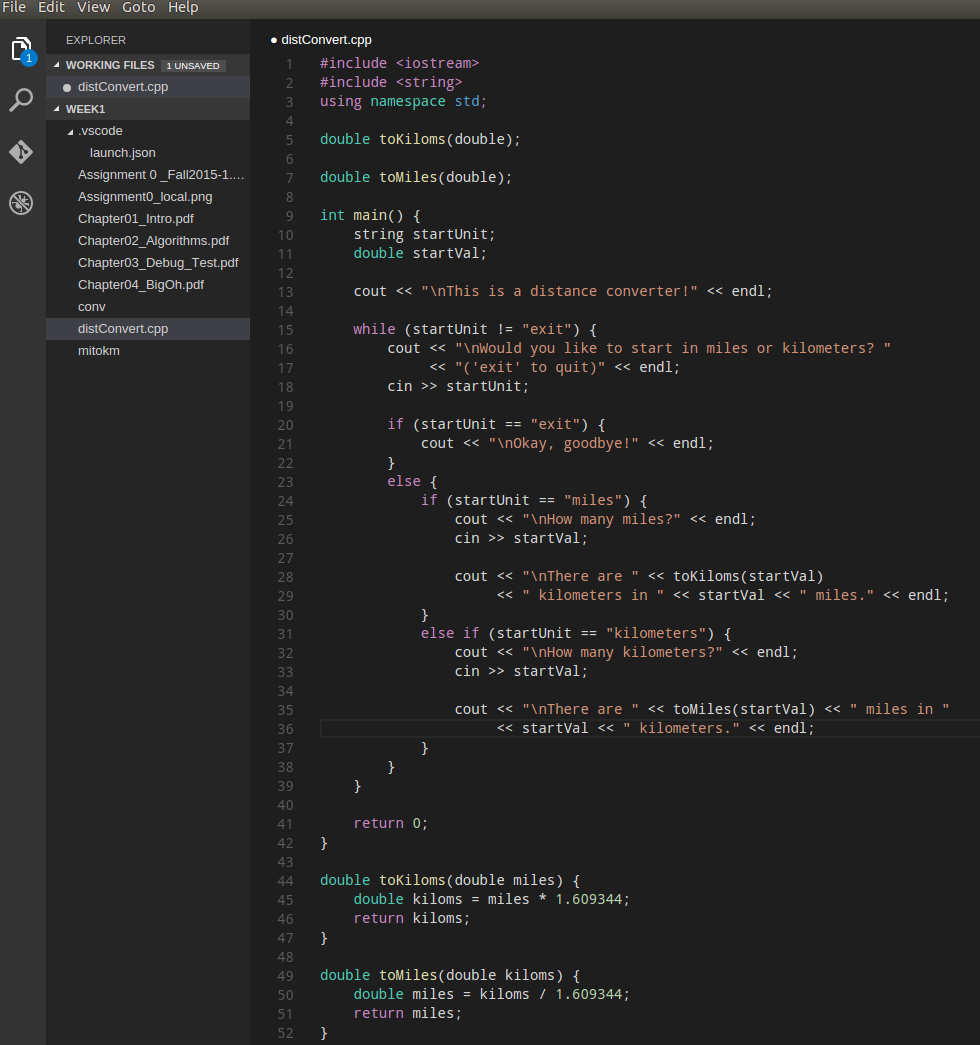 File Edit View Goto Help
1
EXPLORER
WORKING FILES 1 UNSAVED
distConvert.cpp
WEEK1
.vscode
launch.json
Assignment 0 _Fall2015-1....
Assignment0_local.png
Chapter01_Intro.pdf
Chapter02_Algorithms.pdf
Chapter03_Debug_Test.pdf
Chapter04_BigOh.pdf
conv
distConvert.cpp
mitokm
distConvert.cpp
1 #include <iostream>
2 #include <string>
3 using namespace std;
4
5 double toKiloms(double);
6
7 double toMiles(double);
8
9 int main() {
10     string startUnit;
11     double startVal;
12
13     cout << "\nThis is a distance converter!" << endl;
14
15     while (startUnit != "exit") {
16         cout << "\nWould you like to start in miles or kilometers? "
17              << "('exit' to quit)" << endl;
18         cin >> startUnit;
19
20         if (startUnit == "exit") {
21             cout << "\nOkay, goodbye!" << endl;
22         }
23         else {
24             if (startUnit == "miles") {
25                 cout << "\nHow many miles?" << endl;
26                 cin >> startVal;
27
28                 cout << "\nThere are " << toKiloms(startVal)
29                      << " kilometers in " << startVal << " miles." << endl;
30             }
31             else if (startUnit == "kilometers") {
32                 cout << "\nHow many kilometers?" << endl;
33                 cin >> startVal;
34
35                 cout << "\nThere are " << toMiles(startVal) << " miles in "
36                      << startVal << " kilometers." << endl;
37             }
38         }
39     }
40
41     return 0;
42 }
43
44 double toKiloms(double miles) {
45     double kiloms = miles * 1.609344;
46     return kiloms;
47 }
48
49 double toMiles(double kiloms) {
50     double miles = kiloms / 1.609344;
51     return miles;
52 }